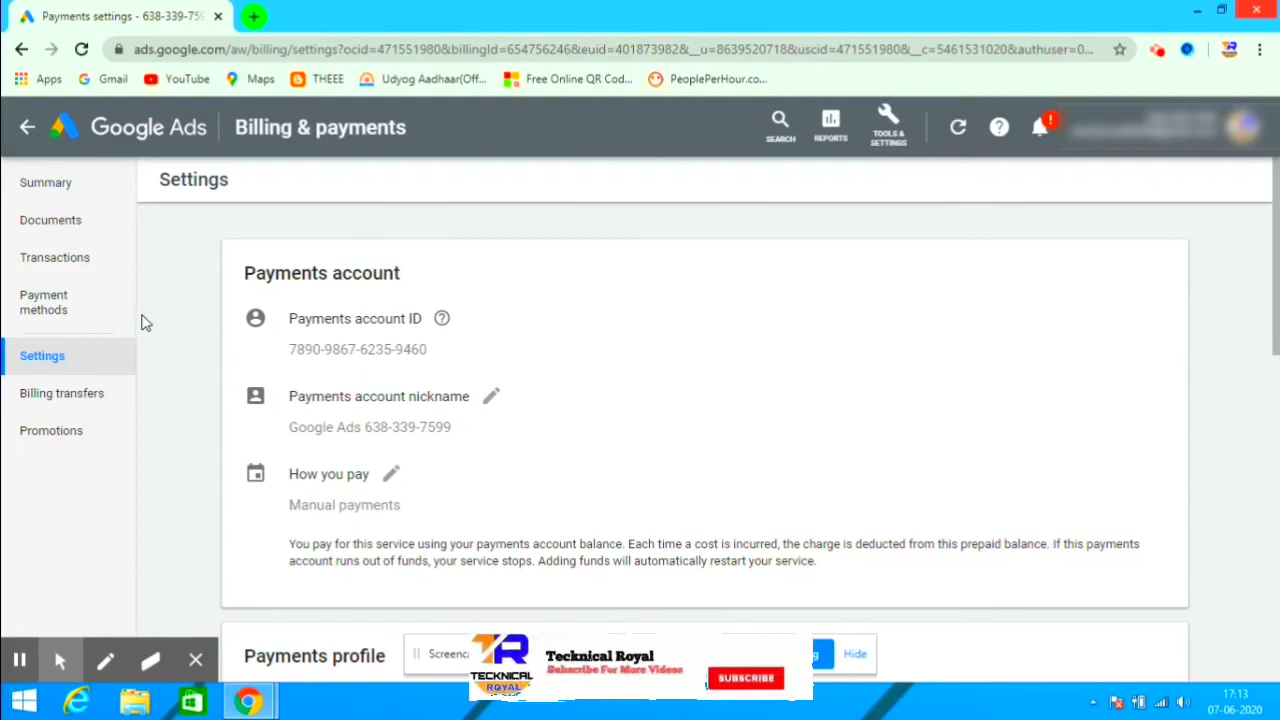 Payments settings - 638-339-759
ads.google.com/aw/billing/settings?ocid=471551980&billingId=654756246&euid=401873982&__u=8639520718&uscid=471551980&__c=5461531020&authuser=0...
Apps
Gmail
YouTube
Maps
THEEE
Udyog Aadhaar(Off...
Free Online QR Cod...
PeoplePerHour.co...
Google Ads
Billing & payments
SEARCH
REPORTS
TOOLS &
SETTINGS
!
Summary
Documents
Transactions
Payment
methods
Settings
Billing transfers
Promotions
Settings
Payments account
Payments account ID
7890-9867-6235-9460
Payments account nickname
Google Ads 638-339-7599
How you pay
Manual payments
You pay for this service using your payments account balance. Each time a cost is incurred, the charge is deducted from this prepaid balance. If this payments
account runs out of funds, your service stops. Adding funds will automatically restart your service.
Payments profile
Screenc
g
Hide
TR
TECKNICAL
ROYAL
Tecknical Royal
Subscribe For More Videos
SUBSCRIBE
17:13
07-06-2020